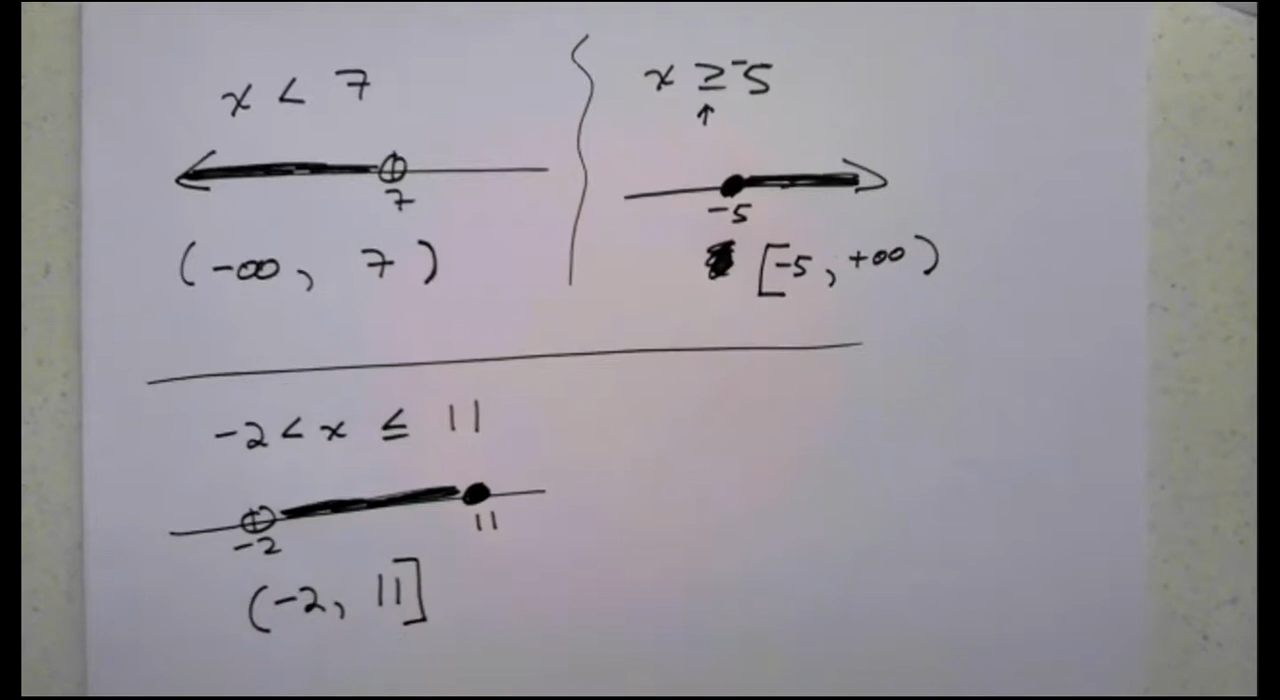 x < 7
7
(-∞, 7)
x ≥ -5
↑
-5
[-5, +∞)
-2 < x ≤ 11
-2 11
(-2, 11]